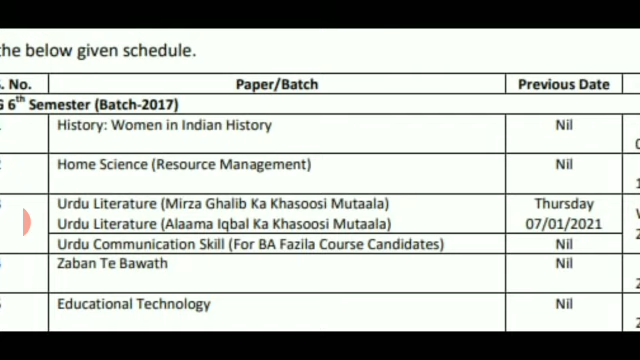 the below given schedule.
. No. Paper/Batch Previous Date
6th Semester (Batch-2017)
History: Women in Indian History Nil
Home Science (Resource Management) Nil
Urdu Literature (Mirza Ghalib Ka Khasoosi Mutaala) Thursday
Urdu Literature (Alaama Iqbal Ka Khasoosi Mutaala) 07/01/2021
Urdu Communication Skill (For BA Fazila Course Candidates) Nil
Zaban Te Bawath Nil
Educational Technology Nil